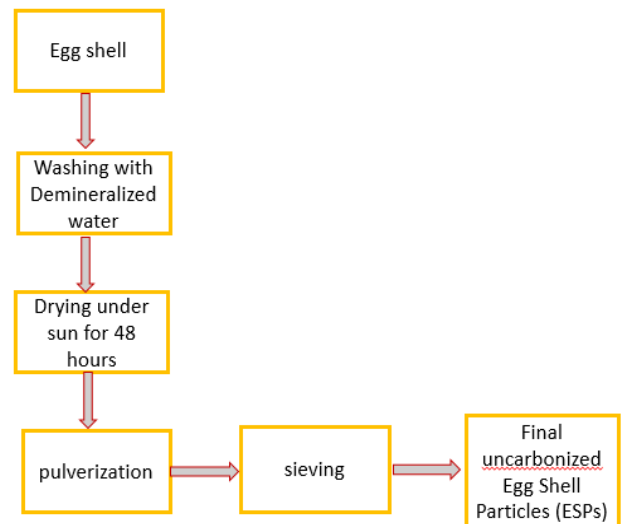 Egg shell
Washing with
Demineralized
water
Drying under
sun for 48
hours
pulverization
sieving
Final
uncarbonized
Egg Shell
Particles (ESPs)